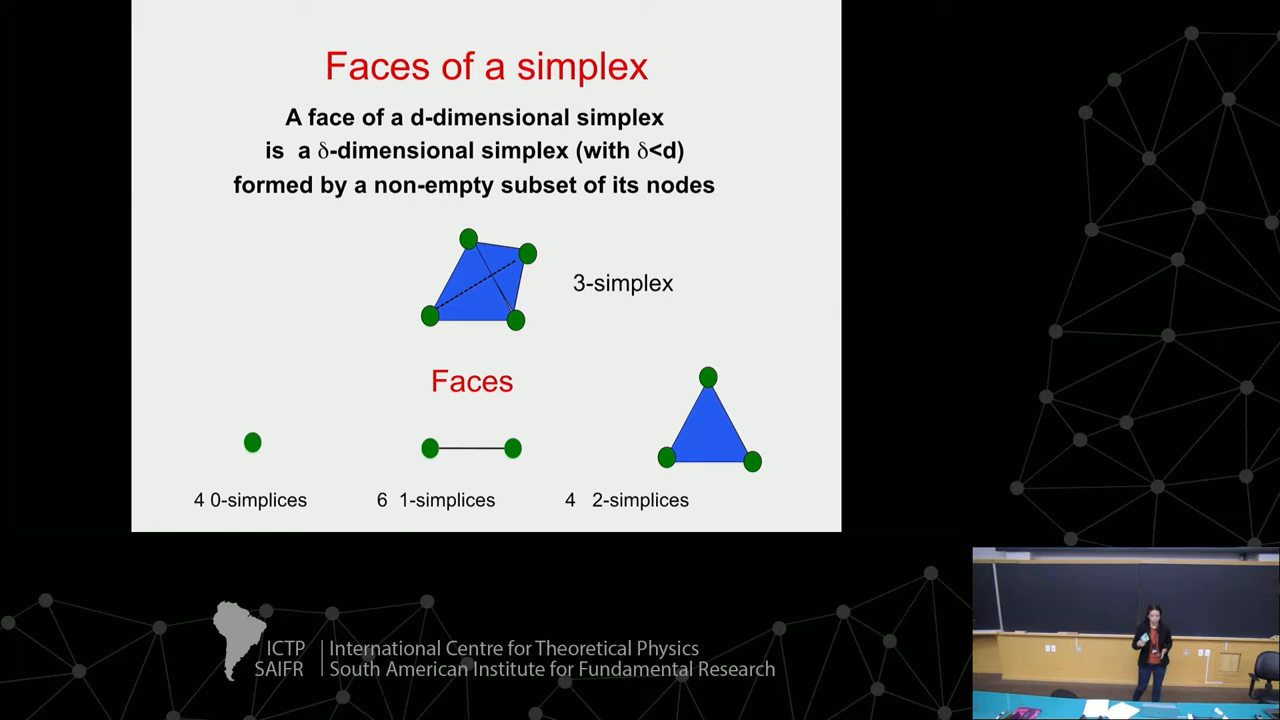 Faces of a simplex
A face of a d-dimensional simplex
is a δ-dimensional simplex (with δ<d)
formed by a non-empty subset of its nodes
3-simplex
Faces
4 0-simplices
6 1-simplices
4 2-simplices
ICTP
SAIFR
International Centre for Theoretical Physics
South American Institute for Fundamental Research